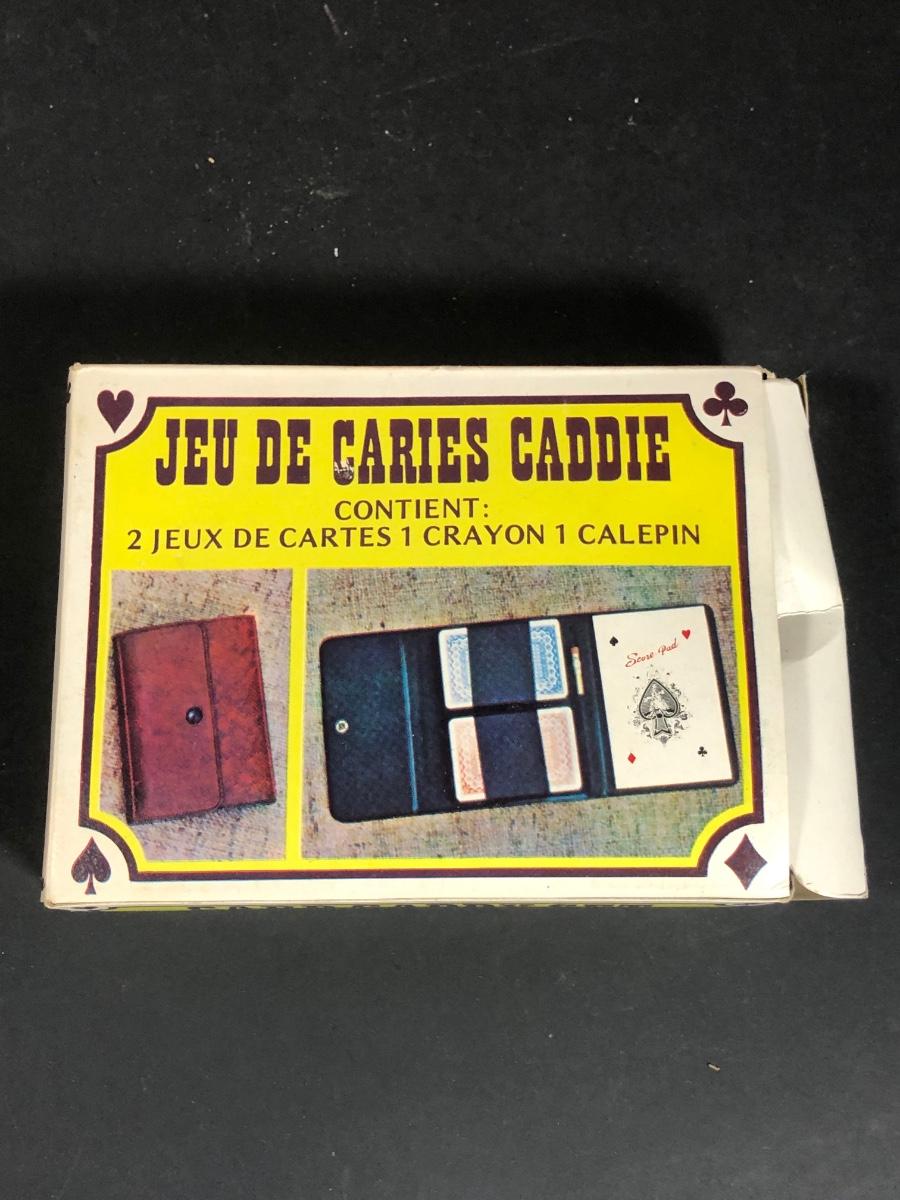 JEU DE CARIES CADDIE
CONTIENT:
2 JEUX DE CARTES 1 CRAYON 1 CALEPIN
Score Pad